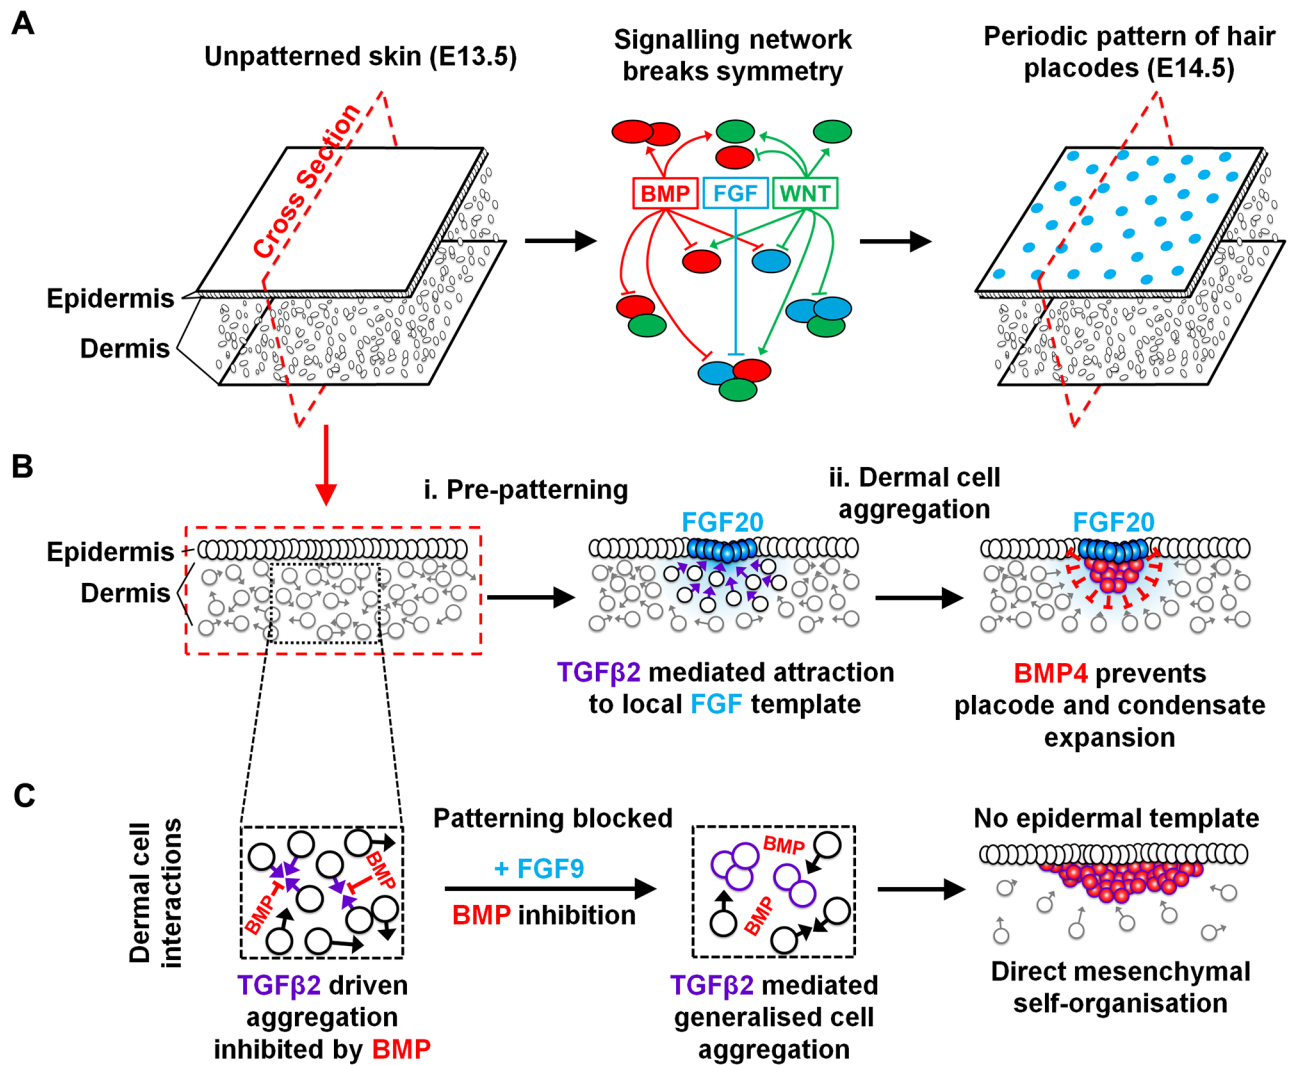 A
Unpatterned skin (E13.5)
Signalling network
breaks symmetry
Periodic pattern of hair
placodes (E14.5)
Cross Section
BMP
FGF
WNT
Epidermis
Dermis
B
i. Pre-patterning
ii. Dermal cell
aggregation
FGF20
FGF20
Epidermis
Dermis
TGFβ2 mediated attraction
to local FGF template
BMP4 prevents
placode and condensate
expansion
C
Dermal cell
interactions
BMP
BMP
Patterning blocked
+ FGF9
BMP inhibition
BMP
BMP
No epidermal template
TGFβ2 driven
aggregation
inhibited by BMP
TGFβ2 mediated
generalised cell
aggregation
Direct mesenchymal
self-organisation